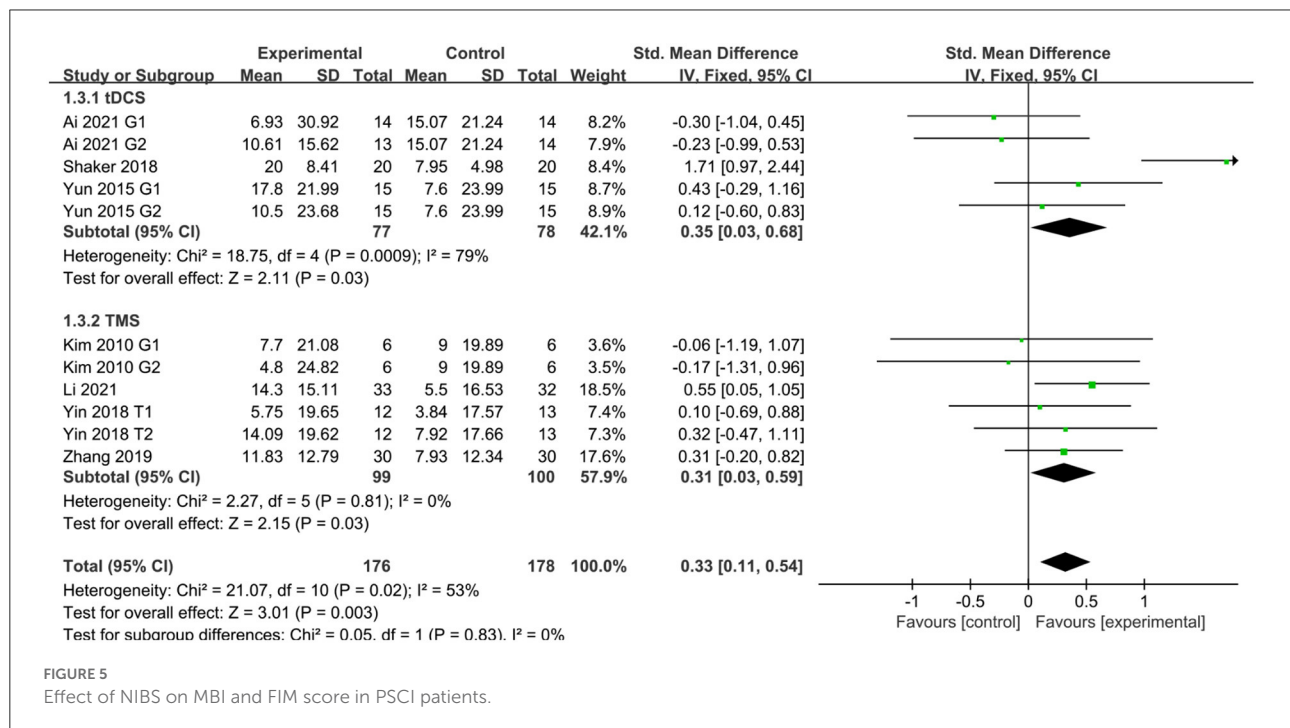 Experimental Control Std. Mean Difference Std. Mean Difference
Study or Subgroup Mean SD Total Mean SD Total Weight IV, Fixed, 95% CI IV, Fixed, 95% CI
1.3.1 tDCS
Ai 2021 G1 6.93 30.92 14 15.07 21.24 14 8.2% -0.30 [-1.04, 0.45]
Ai 2021 G2 10.61 15.62 13 15.07 21.24 14 7.9% -0.23 [-0.99, 0.53]
Shaker 2018 20 8.41 20 7.95 4.98 20 8.4% 1.71 [0.97, 2.44]
Yun 2015 G1 17.8 21.99 15 7.6 23.99 15 8.7% 0.43 [-0.29, 1.16]
Yun 2015 G2 10.5 23.68 15 7.6 23.99 15 8.9% 0.12 [-0.60, 0.83]
Subtotal (95% CI) 77 78 42.1% 0.35 [0.03, 0.68]
Heterogeneity: Chi² = 18.75, df = 4 (P = 0.0009); I² = 79%
Test for overall effect: Z = 2.11 (P = 0.03)
1.3.2 TMS
Kim 2010 G1 7.7 21.08 6 9 19.89 6 3.6% -0.06 [-1.19, 1.07]
Kim 2010 G2 4.8 24.82 6 9 19.89 6 3.5% -0.17 [-1.31, 0.96]
Li 2021 14.3 15.11 33 5.5 16.53 32 18.5% 0.55 [0.05, 1.05]
Yin 2018 T1 5.75 19.65 12 3.84 17.57 13 7.4% 0.10 [-0.69, 0.88]
Yin 2018 T2 14.09 19.62 12 7.92 17.66 13 7.3% 0.32 [-0.47, 1.11]
Zhang 2019 11.83 12.79 30 7.93 12.34 30 17.6% 0.31 [-0.20, 0.82]
Subtotal (95% CI) 99 100 57.9% 0.31 [0.03, 0.59]
Heterogeneity: Chi² = 2.27, df = 5 (P = 0.81); I² = 0%
Test for overall effect: Z = 2.15 (P = 0.03)
Total (95% CI) 176 178 100.0% 0.33 [0.11, 0.54]
Heterogeneity: Chi² = 21.07, df = 10 (P = 0.02); I² = 53%
Test for overall effect: Z = 3.01 (P = 0.003)
Test for subgroup differences: Chi² = 0.05, df = 1 (P = 0.83), I² = 0%
-1 -0.5 0 0.5 1
Favours [control] Favours [experimental]
FIGURE 5
Effect of NIBS on MBI and FIM score in PSCI patients.